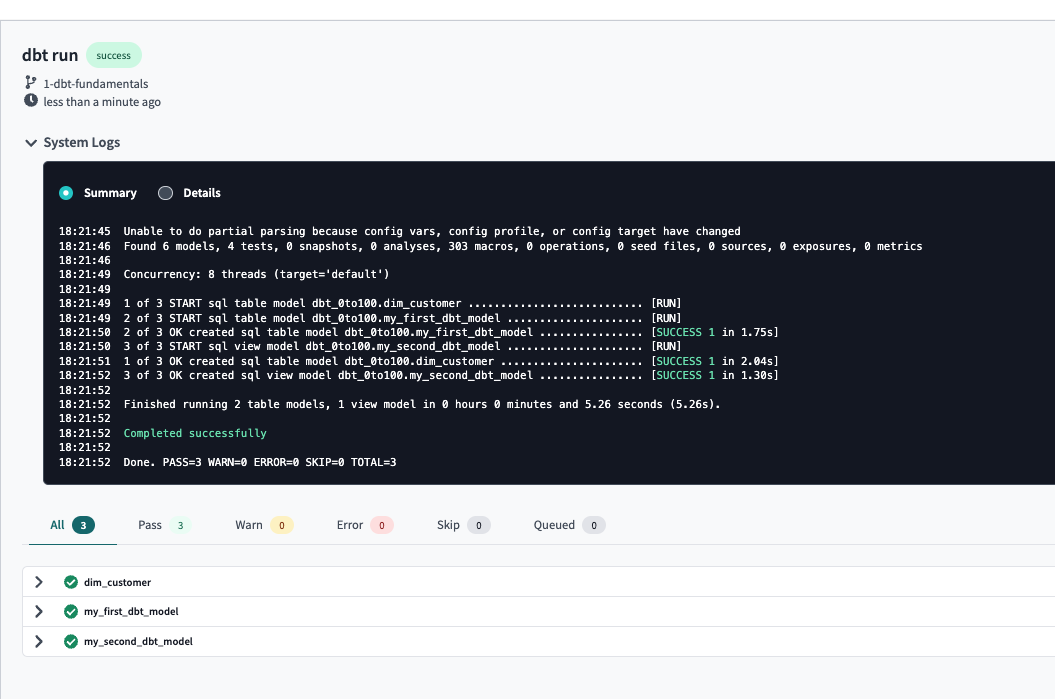 dbt run success
1-dbt-fundamentals
less than a minute ago
System Logs
Summary Details
18:21:45 Unable to do partial parsing because config vars, config profile, or config target have changed
18:21:46 Found 6 models, 4 tests, 0 snapshots, 0 analyses, 303 macros, 0 operations, 0 seed files, 0 sources, 0 exposures, 0 metrics
18:21:46
18:21:49 Concurrency: 8 threads (target='default')
18:21:49
18:21:49 1 of 3 START sql table model dbt_0to100.dim_customer ........................... [RUN]
18:21:49 2 of 3 START sql table model dbt_0to100.my_first_dbt_model ..................... [RUN]
18:21:50 2 of 3 OK created sql table model dbt_0to100.my_first_dbt_model ................ [SUCCESS 1 in 1.75s]
18:21:50 3 of 3 START sql view model dbt_0to100.my_second_dbt_model ..................... [RUN]
18:21:51 1 of 3 OK created sql table model dbt_0to100.dim_customer ...................... [SUCCESS 1 in 2.04s]
18:21:52 3 of 3 OK created sql view model dbt_0to100.my_second_dbt_model ................ [SUCCESS 1 in 1.30s]
18:21:52
18:21:52 Finished running 2 table models, 1 view model in 0 hours 0 minutes and 5.26 seconds (5.26s).
18:21:52
18:21:52 Completed successfully
18:21:52
18:21:52 Done. PASS=3 WARN=0 ERROR=0 SKIP=0 TOTAL=3
All 3 Pass 3 Warn 0 Error 0 Skip 0 Queued 0
dim_customer
my_first_dbt_model
my_second_dbt_model